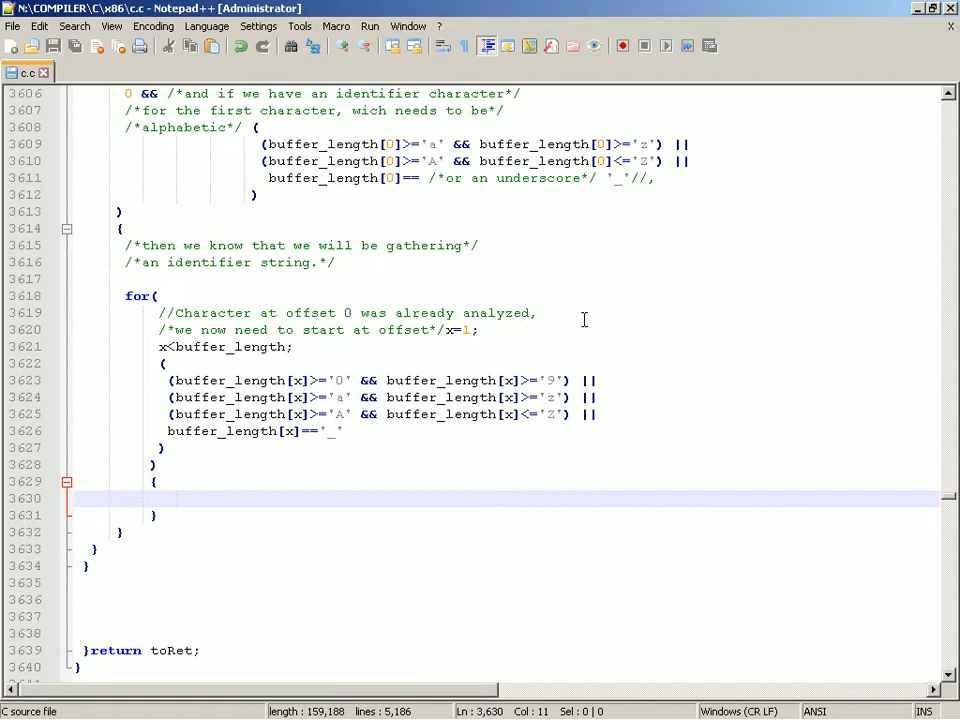 N:\COMPILER\C\x86\c.c - Notepad++ [Administrator]
File Edit Search View Encoding Language Settings Tools Macro Run Window ? X
c.c
3606 0 && /*and if we have an identifier character*/
3607 /*for the first character, wich needs to be*/
3608 /*alphabetic*/ (
3609 (buffer_length[0]>='a' && buffer_length[0]>='z') ||
3610 (buffer_length[0]>='A' && buffer_length[0]<='Z') ||
3611 buffer_length[0]== /*or an underscore*/ '_'//,
3612 )
3613 )
3614 {
3615 /*then we know that we will be gathering*/
3616 /*an identifier string.*/
3617
3618 for(
3619 //Character at offset 0 was already analyzed,
3620 /*we now need to start at offset*/x=1;
3621 x<buffer_length;
3622 (
3623 (buffer_length[x]>='0' && buffer_length[x]>='9') ||
3624 (buffer_length[x]>='a' && buffer_length[x]>='z') ||
3625 (buffer_length[x]>='A' && buffer_length[x]<='Z') ||
3626 buffer_length[x]=='_'
3627 )
3628 )
3629 {
3630
3631 }
3632 }
3633 }
3634 }
3635
3636
3637
3638
3639 }return toRet;
3640 }
C source file length : 159,188 lines : 5,186 Ln : 3,630 Col : 11 Sel : 0 | 0 Windows (CR LF) ANSI INS